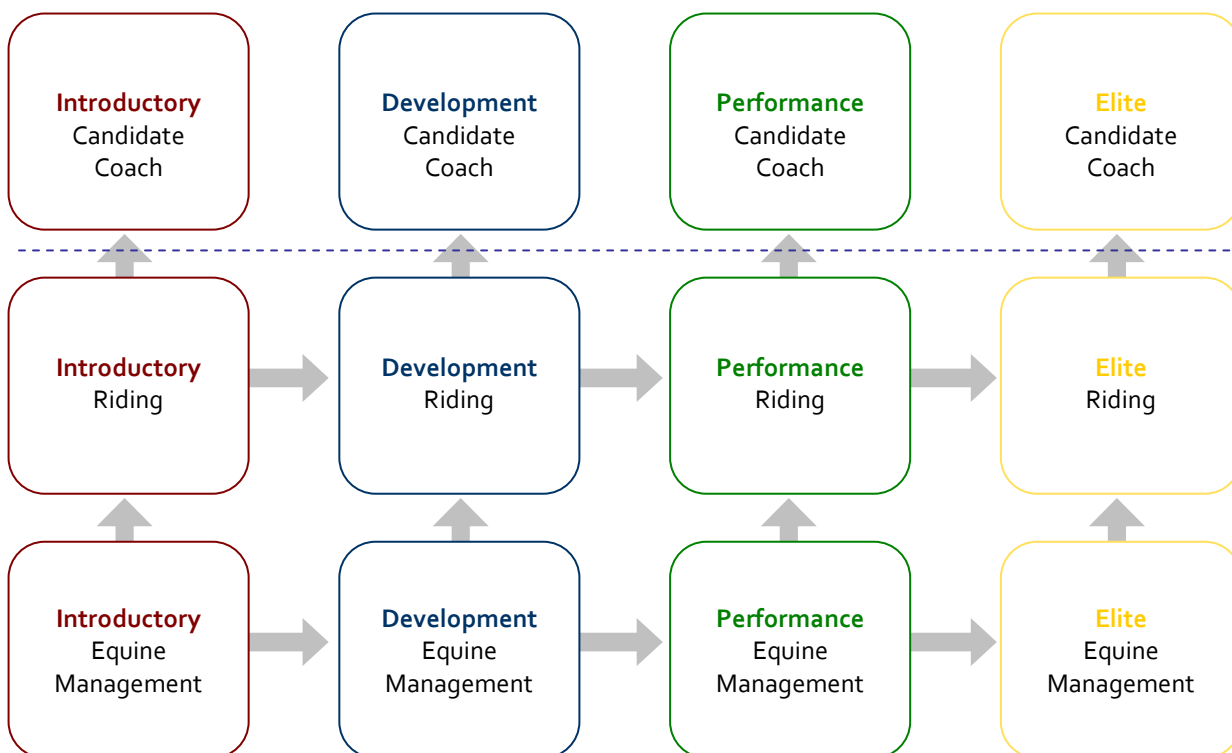 Introductory
Candidate
Coach
Development
Candidate
Coach
Performance
Candidate
Coach
Elite
Candidate
Coach
Introductory
Riding
Development
Riding
Performance
Riding
Elite
Riding
Introductory
Equine
Management
Development
Equine
Management
Performance
Equine
Management
Elite
Equine
Management